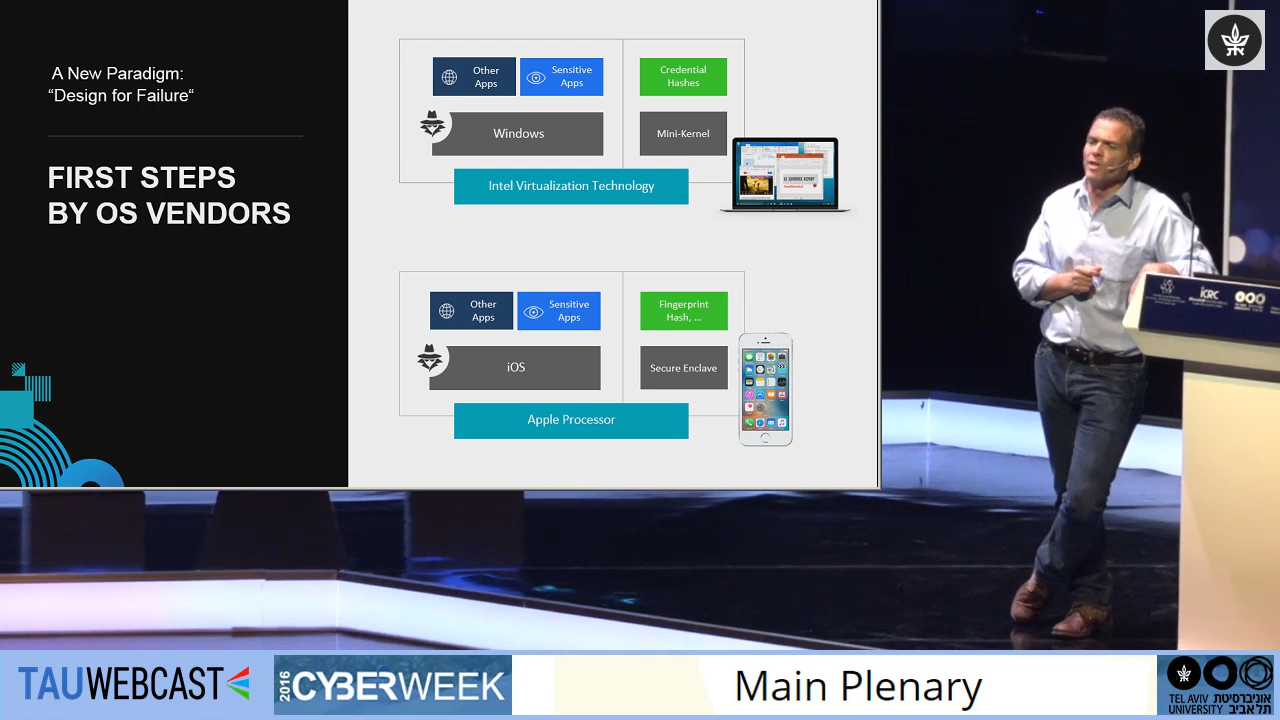 A New Paradigm:
“Design for Failure“
FIRST STEPS
BY OS VENDORS
Other
Apps
Sensitive
Apps
Credential
Hashes
Windows
Mini-Kernel
Intel Virtualization Technology
Other
Apps
Sensitive
Apps
Fingerprint
Hash, ...
iOS
Secure Enclave
Apple Processor
ICRC
TAUWEBCAST
2016
CYBERWEEK
Main Plenary
TEL AVIV אוניברסיטת
UNIVERSITY תל אביב